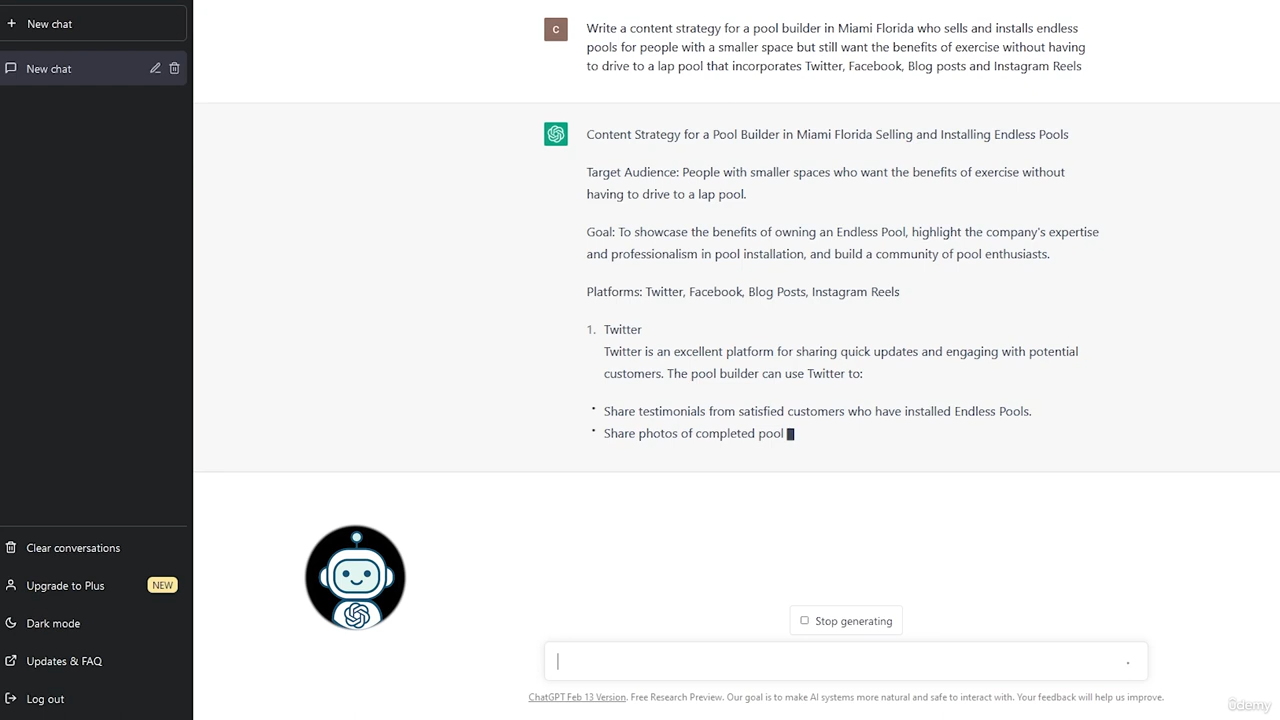 New chat
New chat
Clear conversations
Upgrade to Plus NEW
Dark mode
Updates & FAQ
Log out
C
Write a content strategy for a pool builder in Miami Florida who sells and installs endless
pools for people with a smaller space but still want the benefits of exercise without having
to drive to a lap pool that incorporates Twitter, Facebook, Blog posts and Instagram Reels
Content Strategy for a Pool Builder in Miami Florida Selling and Installing Endless Pools
Target Audience: People with smaller spaces who want the benefits of exercise without
having to drive to a lap pool.
Goal: To showcase the benefits of owning an Endless Pool, highlight the company's expertise
and professionalism in pool installation, and build a community of pool enthusiasts.
Platforms: Twitter, Facebook, Blog Posts, Instagram Reels
1. Twitter
Twitter is an excellent platform for sharing quick updates and engaging with potential
customers. The pool builder can use Twitter to:
• Share testimonials from satisfied customers who have installed Endless Pools.
• Share photos of completed pool
Stop generating
ChatGPT Feb 13 Version. Free Research Preview. Our goal is to make AI systems more natural and safe to interact with. Your feedback will help us improve.
ûdemy